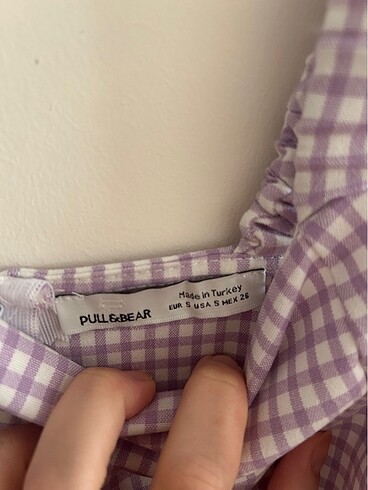 Made in Turkey
EUR S USA S MEX 26
PULL&BEAR